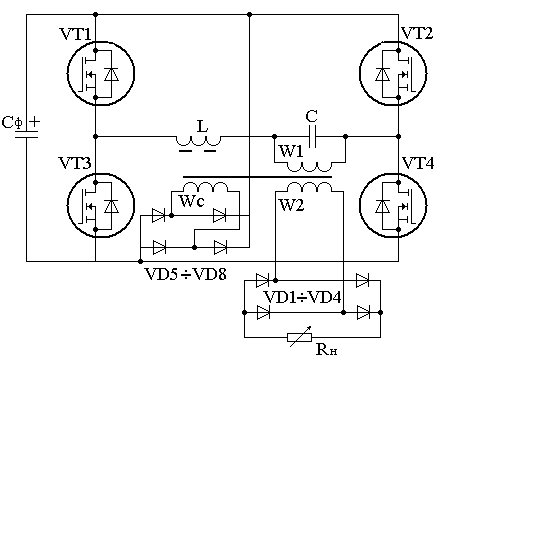 VT1
VT2
Cф +
L
C
W1
VT3
VT4
Wc
W2
VD5÷VD8
VD1÷VD4
Rн